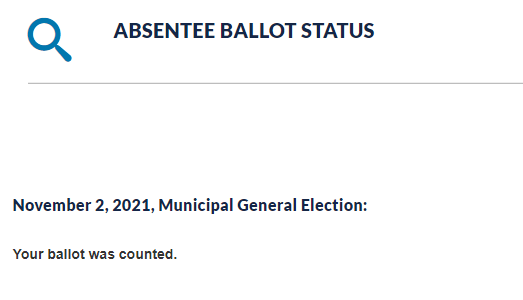 ABSENTEE BALLOT STATUS
November 2, 2021, Municipal General Election:
Your ballot was counted.